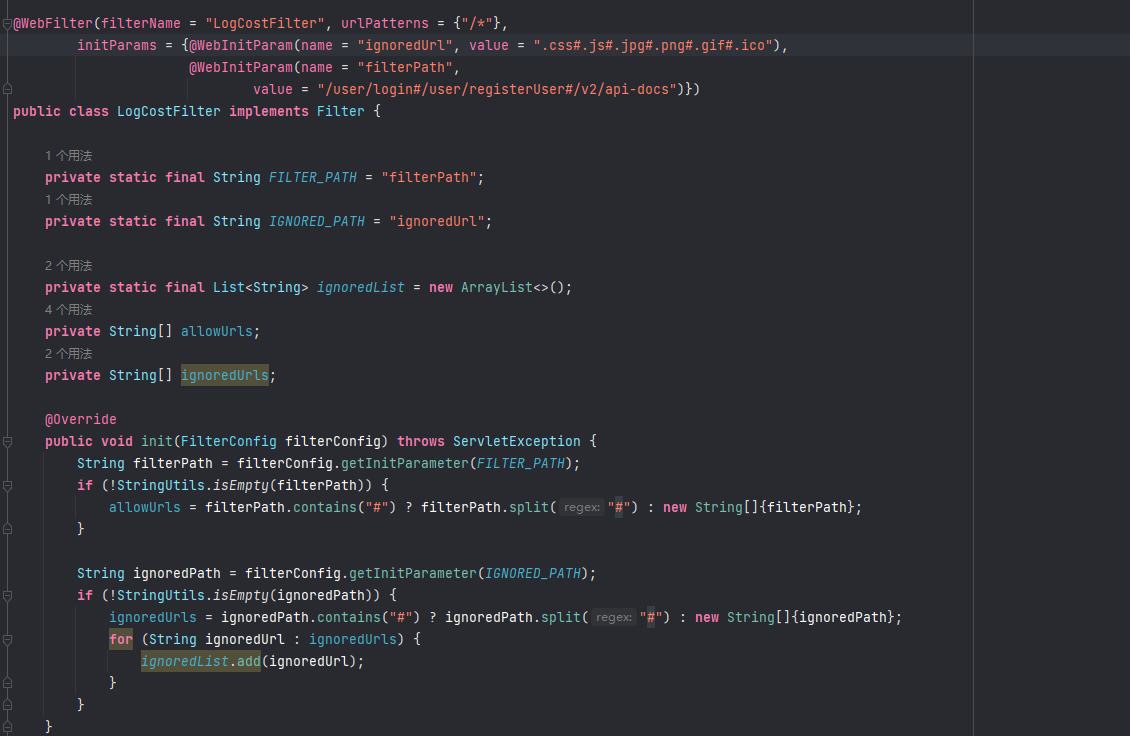 @WebFilter(filterName = "LogCostFilter", urlPatterns = {"/*"},
initParams = {@WebInitParam(name = "ignoredUrl", value = ".css#.js#.jpg#.png#.gif#.ico"),
@WebInitParam(name = "filterPath",
value = "/user/login#/user/registerUser#/v2/api-docs")})
public class LogCostFilter implements Filter {
1 个用法
private static final String FILTER_PATH = "filterPath";
1 个用法
private static final String IGNORED_PATH = "ignoredUrl";
2 个用法
private static final List<String> ignoredList = new ArrayList<>();
4 个用法
private String[] allowUrls;
2 个用法
private String[] ignoredUrls;
@Override
public void init(FilterConfig filterConfig) throws ServletException {
String filterPath = filterConfig.getInitParameter(FILTER_PATH);
if (!StringUtils.isEmpty(filterPath)) {
allowUrls = filterPath.contains("#") ? filterPath.split( regex: "#") : new String[]{filterPath};
}
String ignoredPath = filterConfig.getInitParameter(IGNORED_PATH);
if (!StringUtils.isEmpty(ignoredPath)) {
ignoredUrls = ignoredPath.contains("#") ? ignoredPath.split( regex: "#") : new String[]{ignoredPath};
for (String ignoredUrl : ignoredUrls) {
ignoredList.add(ignoredUrl);
}
}
}